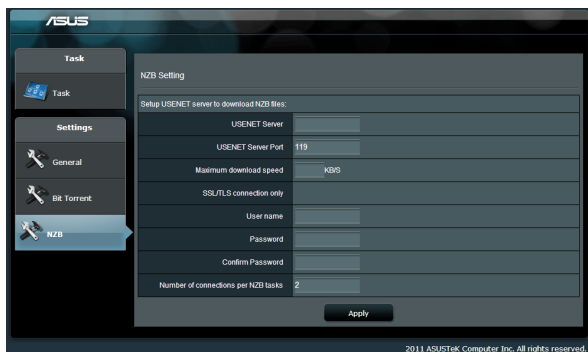 ASUS
Task
Task
Settings
General
Bit Torrent
NZB
NZB Setting
Setup USENET server to download NZB files:
USENET Server
USENET Server Port 119
Maximum download speed KB/S
SSL/TLS connection only
User name
Password
Confirm Password
Number of connections per NZB tasks 2
Apply
2011 ASUSTeK Computer Inc. All rights reserved.